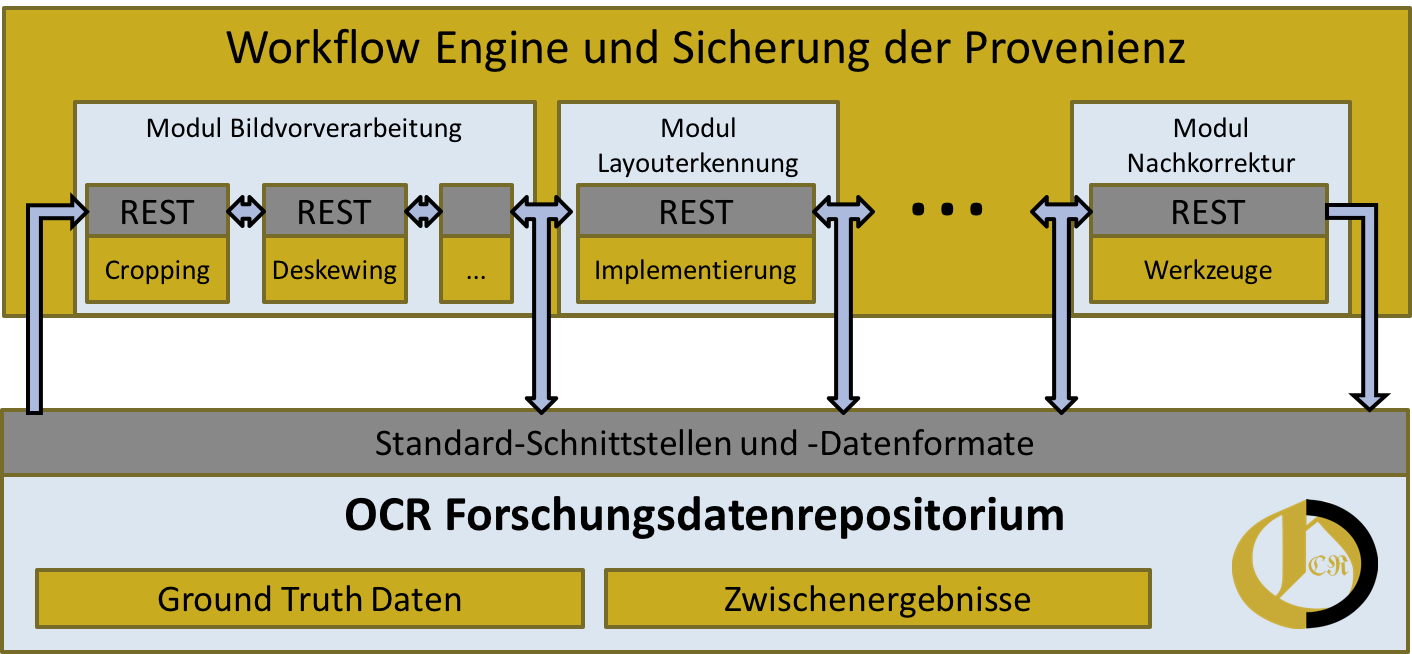 Workflow Engine und Sicherung der Provenienz
Modul Bildvorverarbeitung
REST
Cropping
REST
Deskewing
...
Modul
Layouterkennung
REST
Implementierung
...
Modul
Nachkorrektur
REST
Werkzeuge
Standard-Schnittstellen und -Datenformate
OCR Forschungsdatenrepositorium
Ground Truth Daten
Zwischenergebnisse
OCR